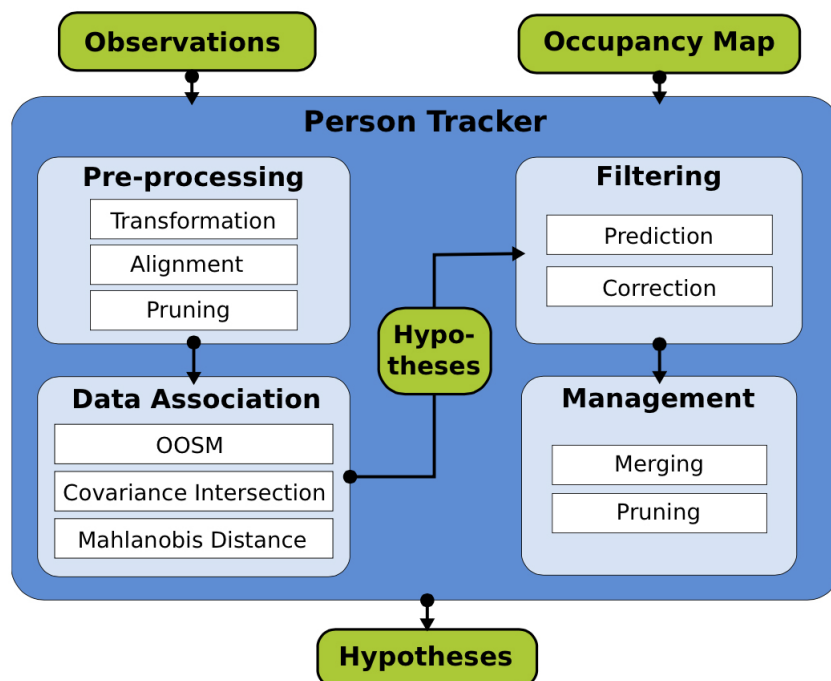 Observations
Occupancy Map
Person Tracker
Pre-processing
Transformation
Alignment
Pruning
Data Association
OOSM
Covariance Intersection
Mahlanobis Distance
Hypo-
theses
Filtering
Prediction
Correction
Management
Merging
Pruning
Hypotheses